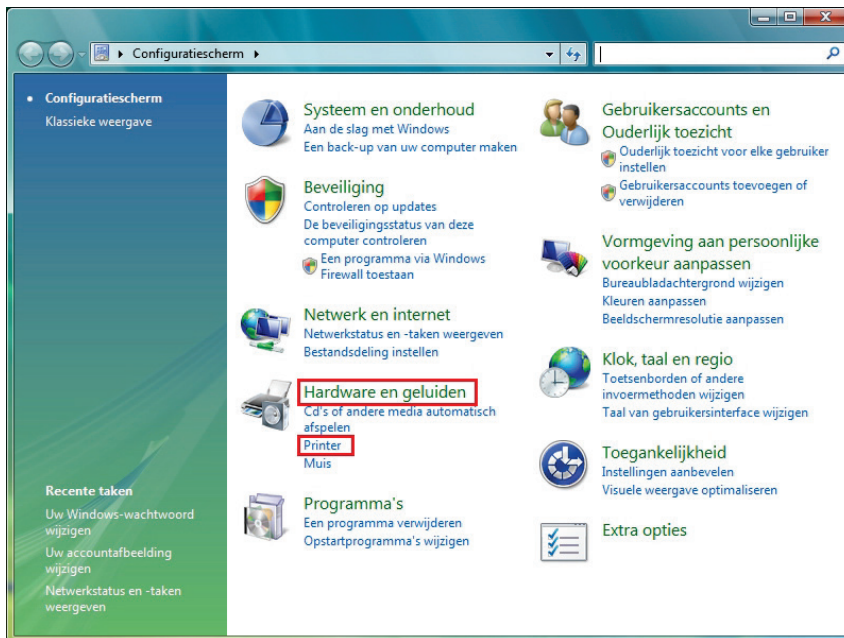 Configuratiescherm
Configuratiescherm
Klassieke weergave
Recente taken
Uw Windows-wachtwoord
wijzigen
Uw accountafbeelding
wijzigen
Netwerkstatus en -taken
weergeven
Systeem en onderhoud
Aan de slag met Windows
Een back-up van uw computer maken
Beveiliging
Controleren op updates
De beveiligingsstatus van deze
computer controleren
Een programma via Windows
Firewall toestaan
Netwerk en internet
Netwerkstatus en -taken weergeven
Bestandsdeling instellen
Hardware en geluiden
Cd's of andere media automatisch
afspelen
Printer
Muis
Programma's
Een programma verwijderen
Opstartprogramma's wijzigen
Gebruikersaccounts en
Ouderlijk toezicht
Ouderlijk toezicht voor elke gebruiker
instellen
Gebruikersaccounts toevoegen of
verwijderen
Vormgeving aan persoonlijke
voorkeur aanpassen
Bureaubladachtergrond wijzigen
Kleuren aanpassen
Beeldschermresolutie aanpassen
Klok, taal en regio
Toetsenborden of andere
invoermethoden wijzigen
Taal van gebruikersinterface wijzigen
Toegankelijkheid
Instellingen aanbevelen
Visuele weergave optimaliseren
Extra opties